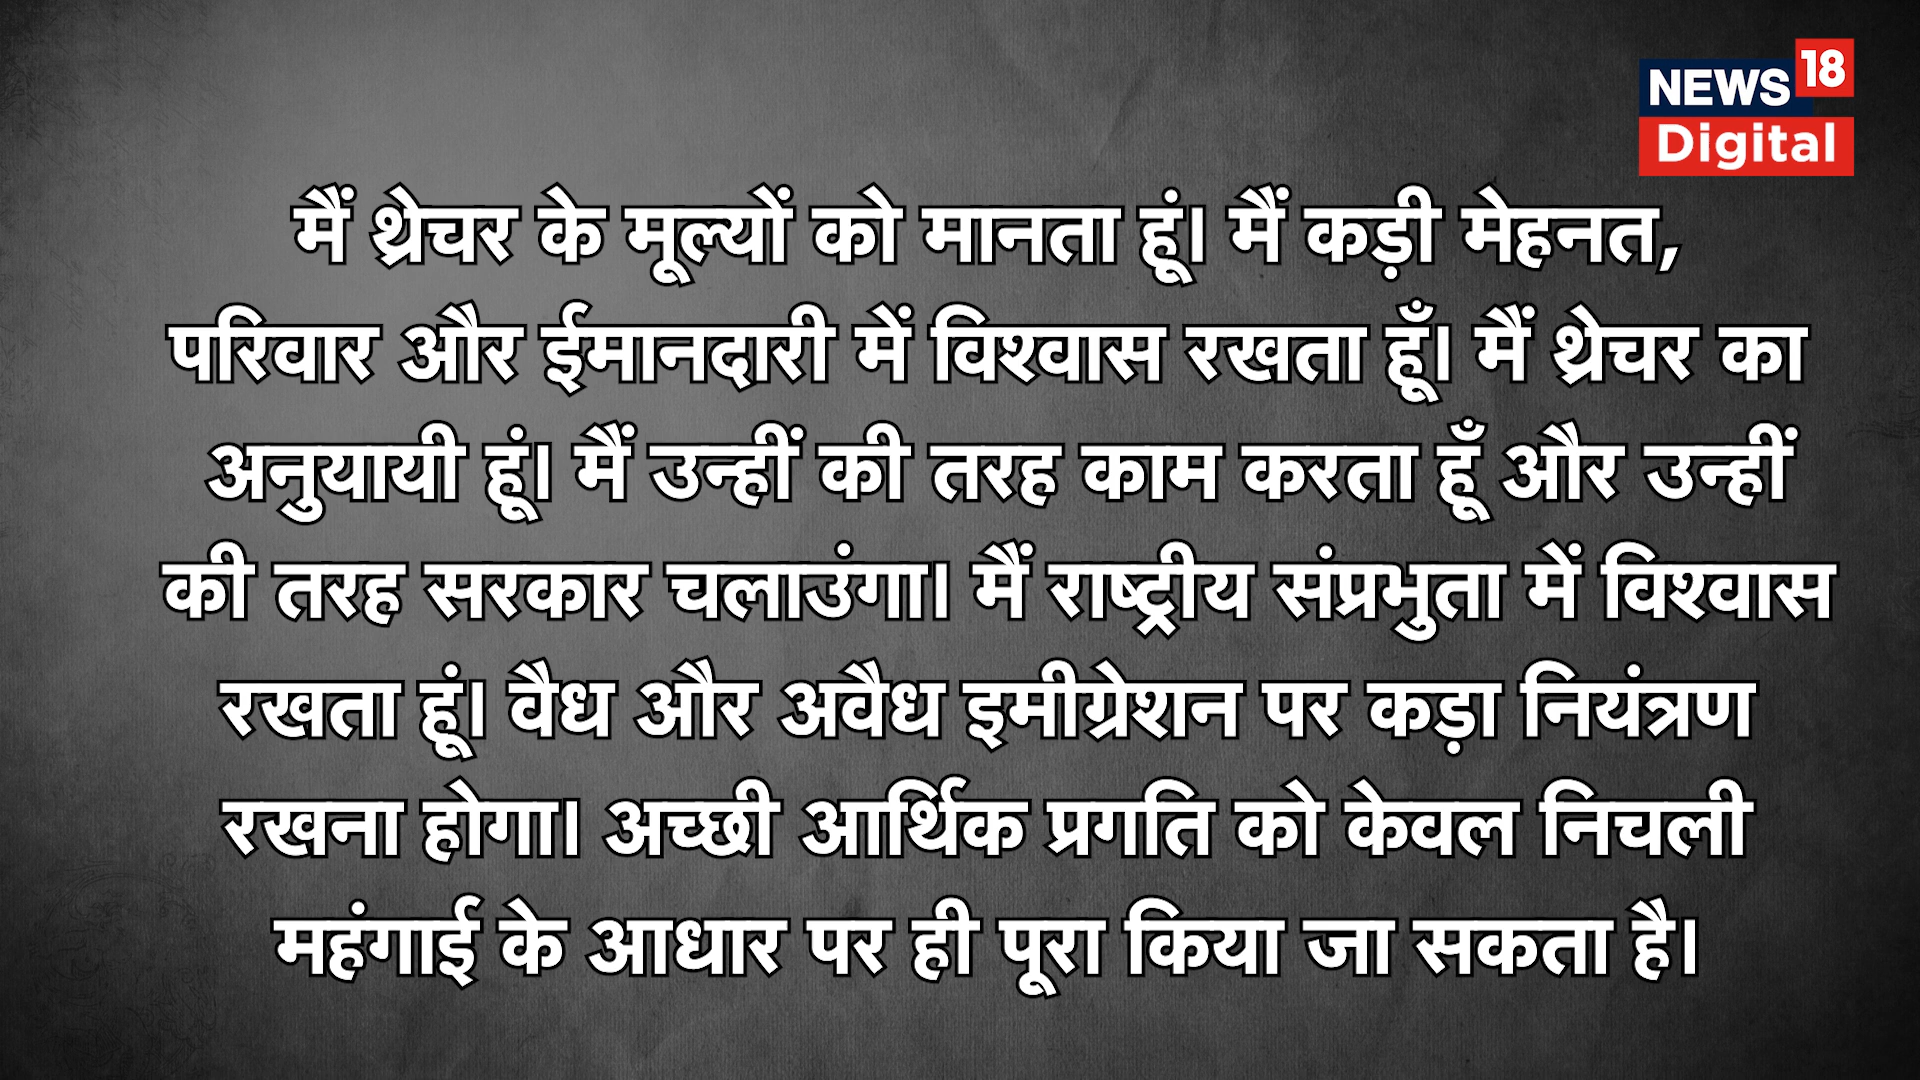 NEWS 18
Digital
मैं थ्रेचर के मूल्यों को मानता हूं। मैं कड़ी मेहनत,
परिवार और ईमानदारी में विश्वास रखता हूँ। मैं थ्रेचर का
अनुयायी हूं। मैं उन्हीं की तरह काम करता हूँ और उन्हीं
की तरह सरकार चलाउंगा। मैं राष्ट्रीय संप्रभुता में विश्वास
रखता हूं। वैध और अवैध इमीग्रेशन पर कड़ा नियंत्रण
रखना होगा। अच्छी आर्थिक प्रगति को केवल निचली
महंगाई के आधार पर ही पूरा किया जा सकता है।